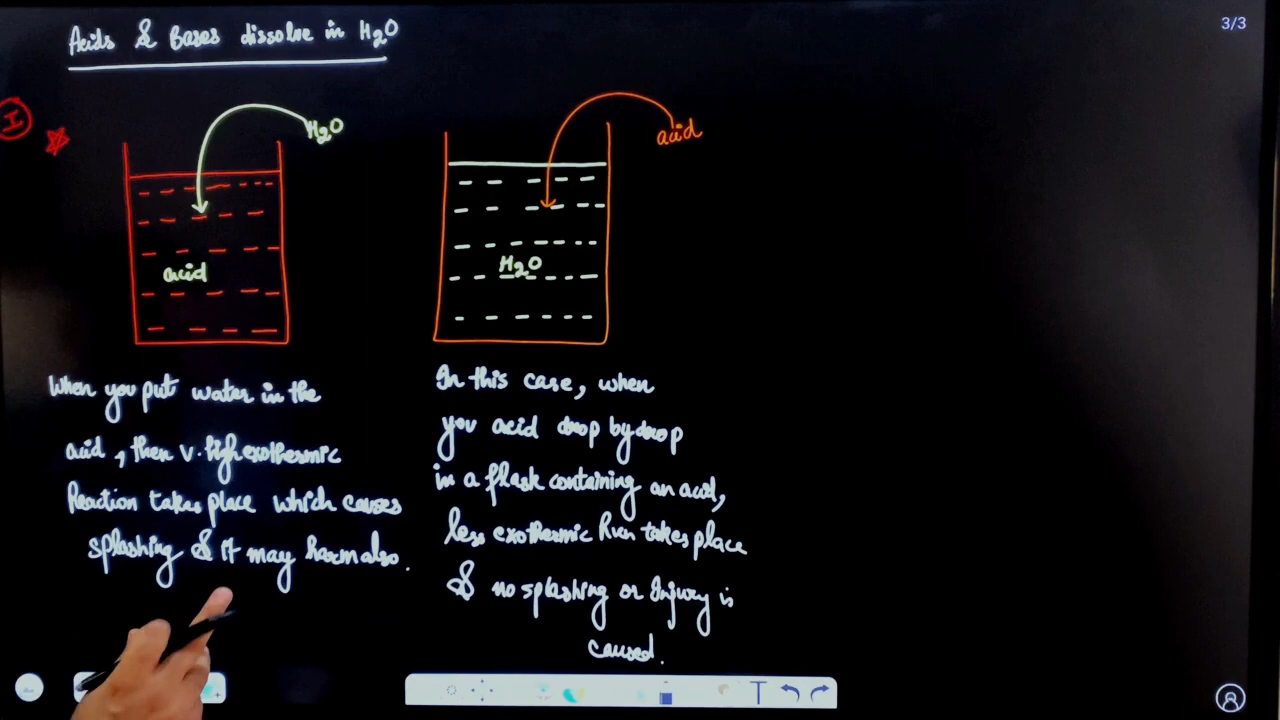 Acids & Bases dissolve in H₂O
3/3
I
H₂O
acid
acid
H₂O
When you put water in the
acid, then v. high exothermic
Reaction takes place which causes
splashing & it may harm also.
In this case, when
you acid drop by drop
in a flask containing an acid,
less exothermic Rxn takes place
& no splashing or Injury is
caused.
T